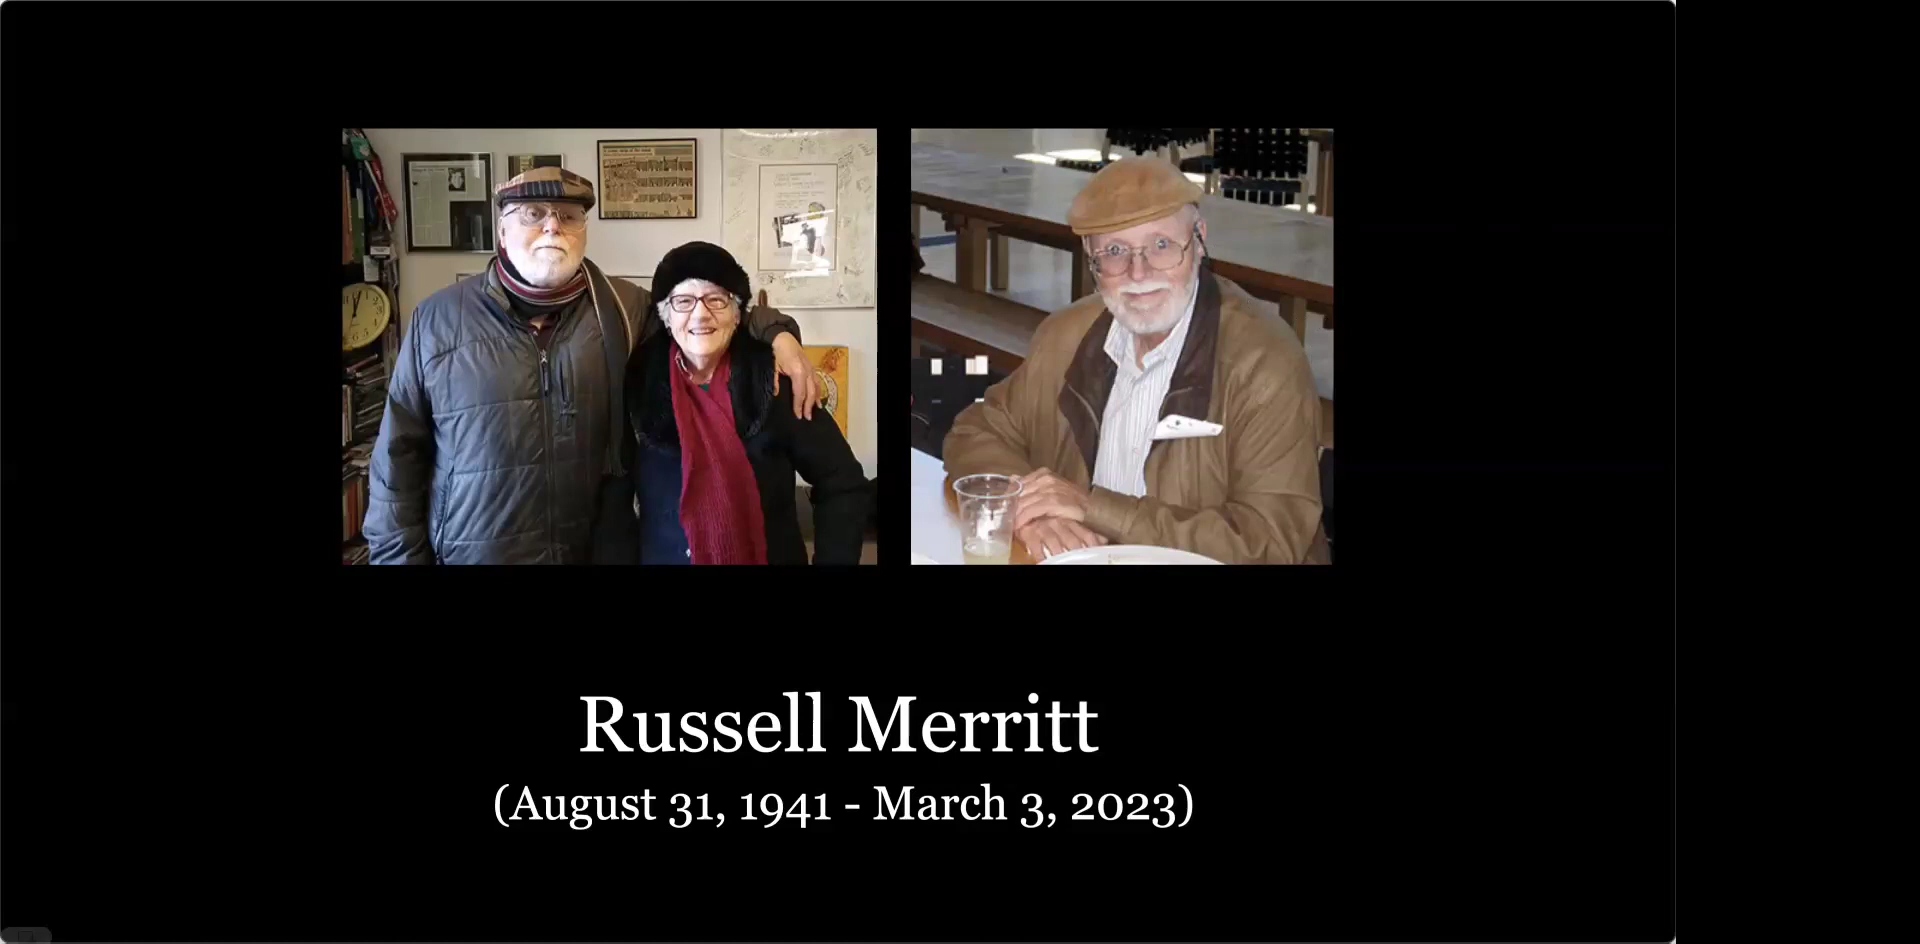 Russell Merritt
(August 31, 1941 - March 3, 2023)